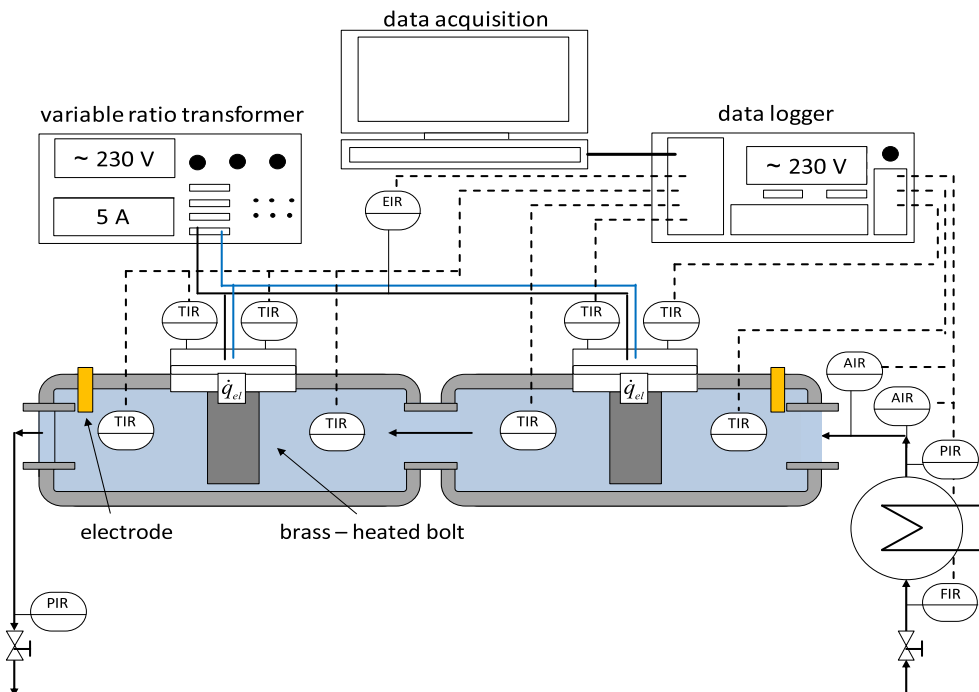 data acquisition
variable ratio transformer
data logger
~ 230 V
5 A
~ 230 V
EIR
TIR
TIR
TIR
TIR
AIR
AIR
q̇el
q̇el
TIR
TIR
TIR
TIR
PIR
electrode
brass – heated bolt
PIR
FIR